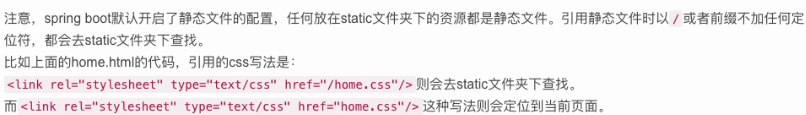 注意，spring boot默认开启了静态文件的配置，任何放在static文件夹下的资源都是静态文件。引用静态文件时以 / 或者前缀不加任何定
位符，都会去static文件夹下查找。
比如上面的home.html的代码，引用的css写法是：
<link rel="stylesheet" type="text/css" href="/home.css"/> 则会去static文件夹下查找。
而 <link rel="stylesheet" type="text/css" href="home.css"/> 这种写法则会定位到当前页面。